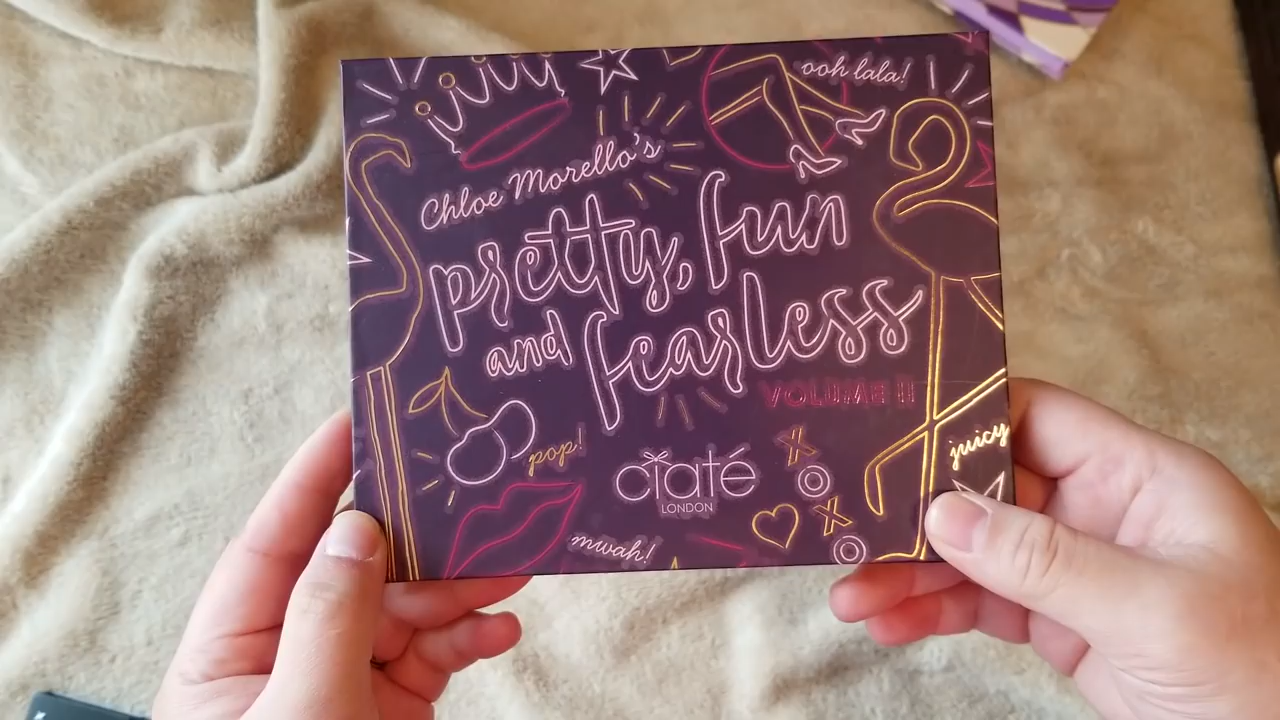 ooh lala!
Chloe Morello's
pretty, fun
and fearless
VOLUME II
juicy
pop!
ciaté
LONDON
X
O
X
O
mwah!